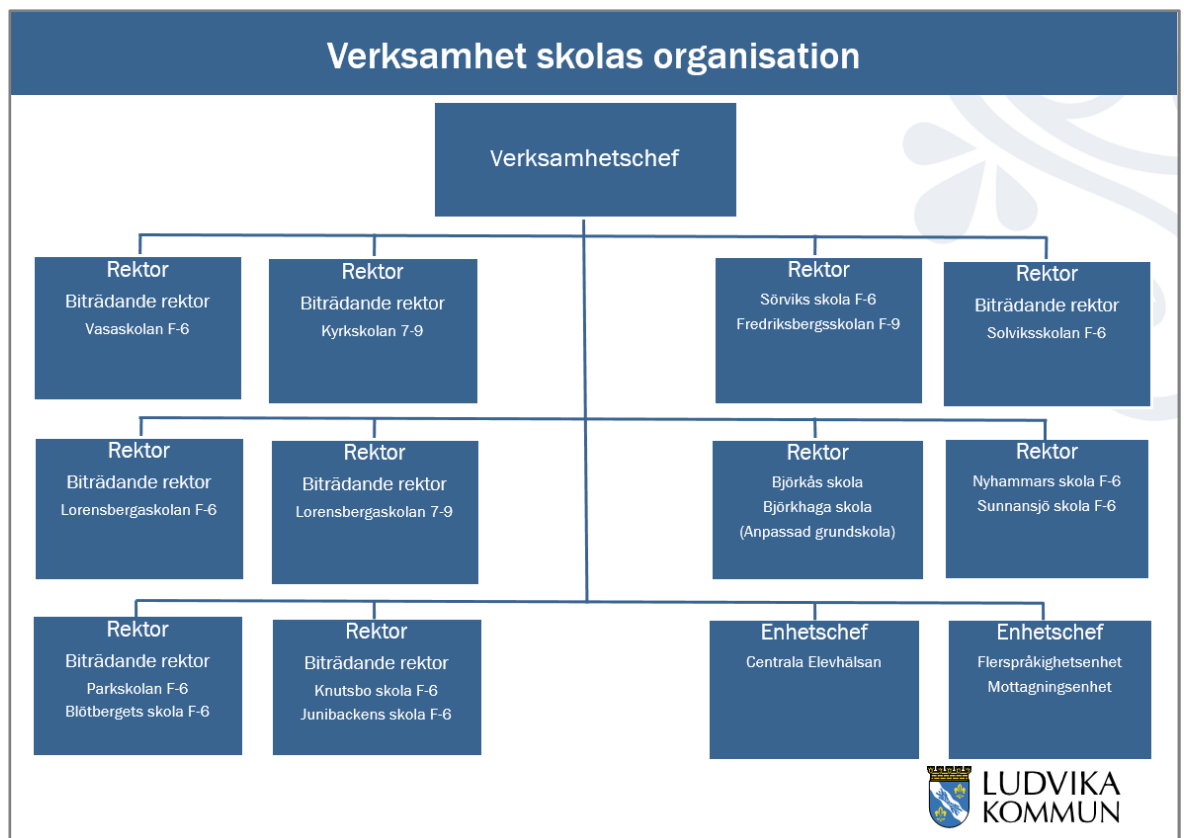 Verksamhet skolas organisation
Verksamhetschef
Rektor
Biträdande rektor
Vasaskolan F-6
Rektor
Biträdande rektor
Kyrkskolan 7-9
Rektor
Sörviks skola F-6
Fredriksbergsskolan F-9
Rektor
Biträdande rektor
Solviksskolan F-6
Rektor
Biträdande rektor
Lorensbergaskolan F-6
Rektor
Biträdande rektor
Lorensbergaskolan 7-9
Rektor
Björkås skola
Björkhaga skola
(Anpassad grundskola)
Rektor
Nyhammars skola F-6
Sunnansjö skola F-6
Rektor
Biträdande rektor
Parkskolan F-6
Blötbergets skola F-6
Rektor
Biträdande rektor
Knutsbo skola F-6
Junibackens skola F-6
Enhetschef
Centrala Elevhälsan
Enhetschef
Flerspråkighetsenhet
Mottagningsenhet
LUDVIKA
KOMMUN